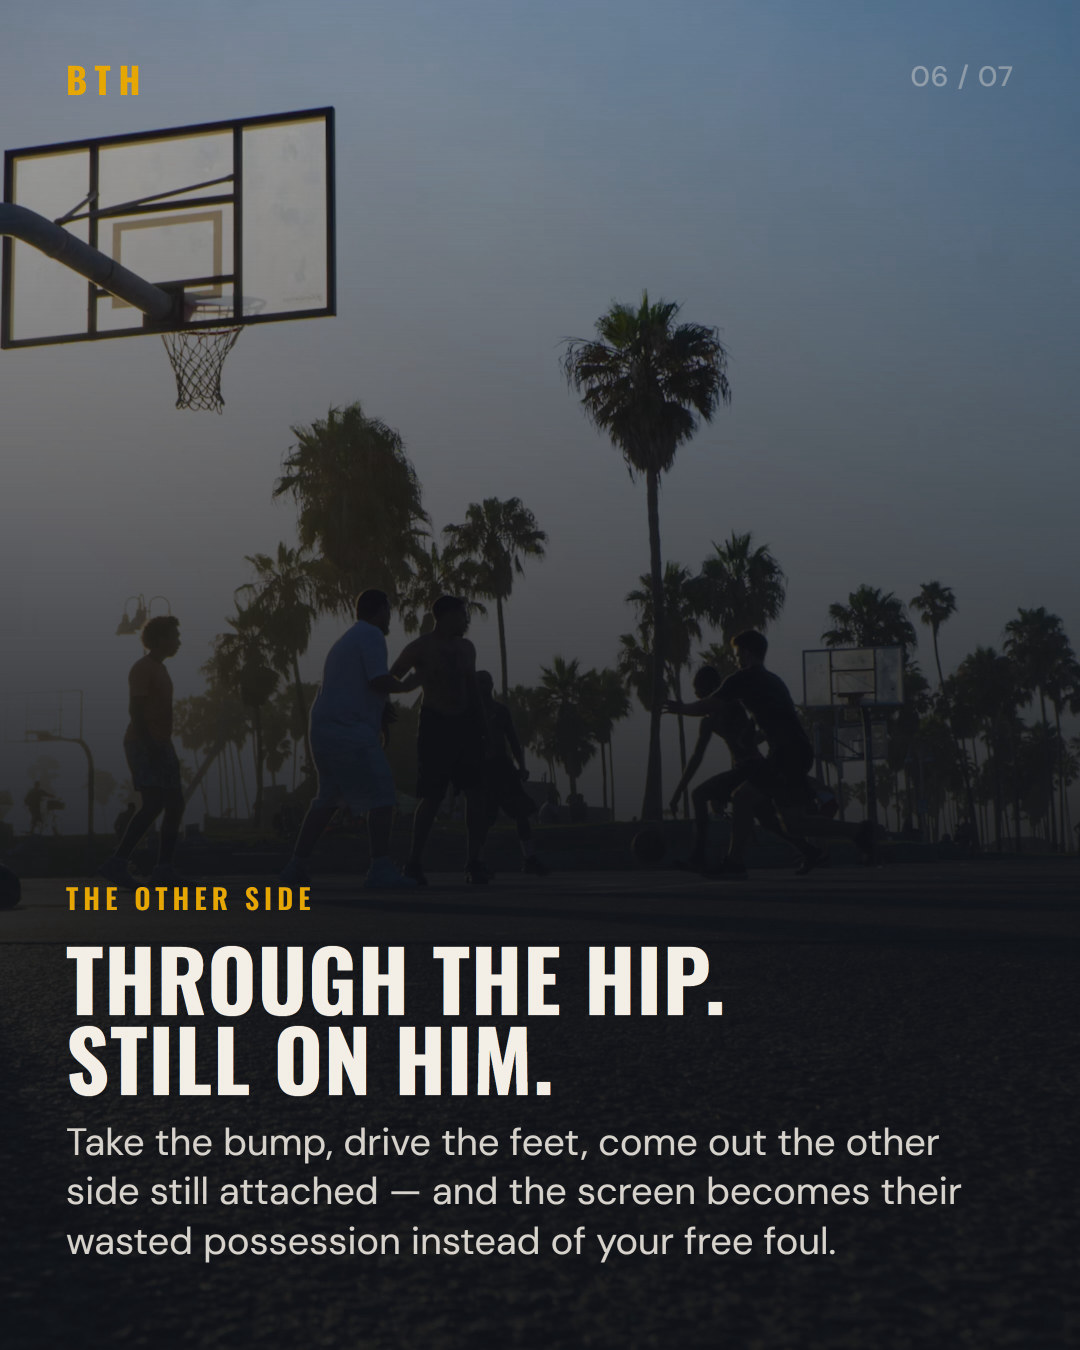 BTH
06 / 07
THE OTHER SIDE
THROUGH THE HIP.
STILL ON HIM.
Take the bump, drive the feet, come out the other
side still attached — and the screen becomes their
wasted possession instead of your free foul.